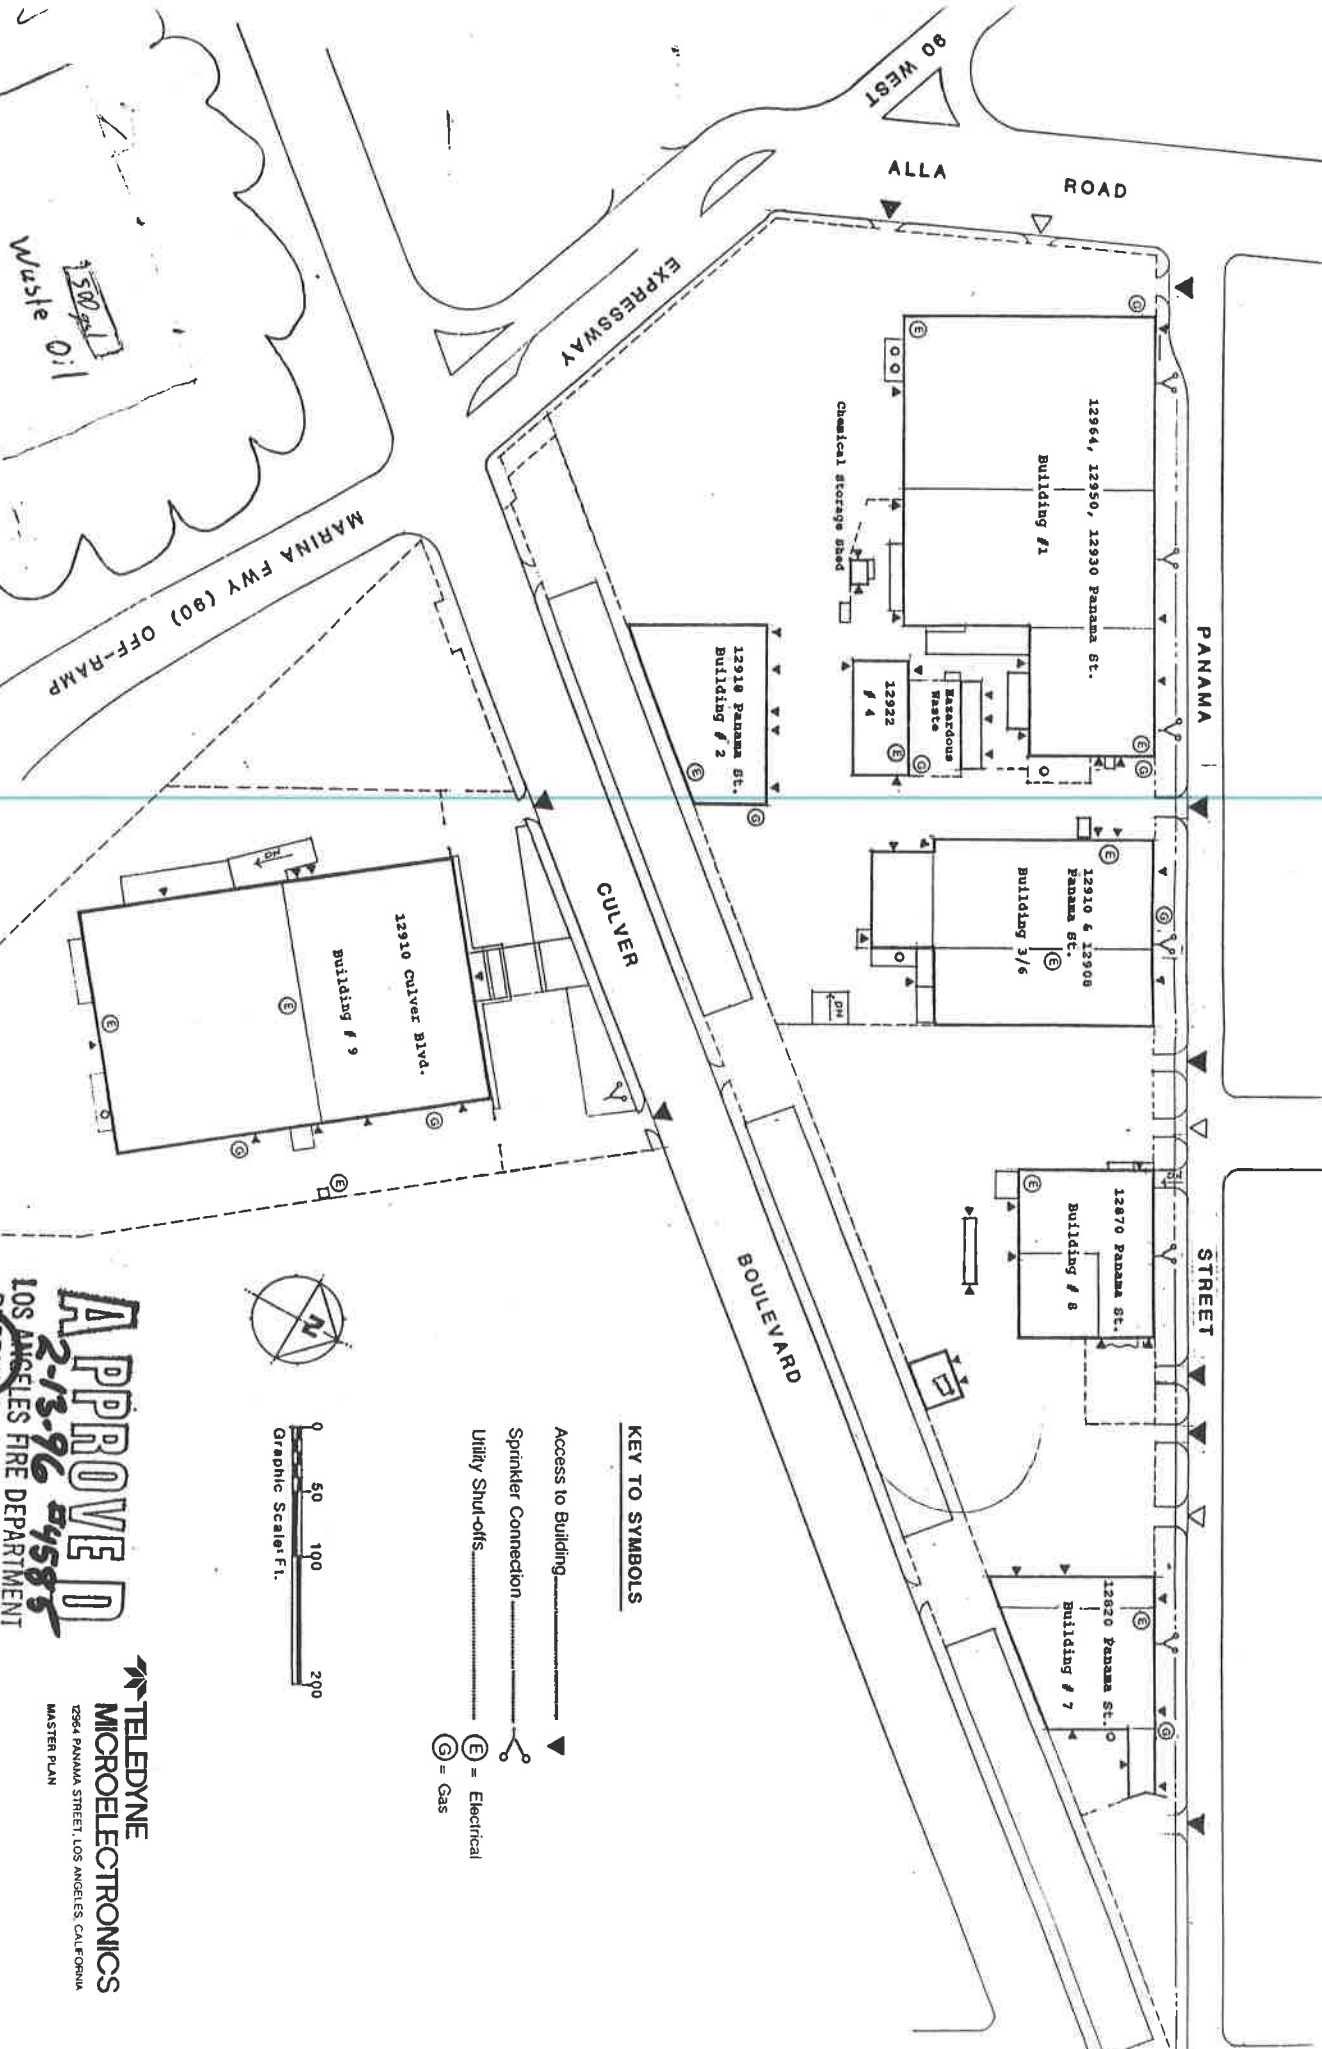 90 WEST
ALLA ROAD
EXPRESSWAY
PANAMA STREET
CULVER BOULEVARD
MARINA FWY (90) OFF-RAMP
500 gal
Waste Oil
12964, 12950, 12930 Panama St.
Building #1
Chemical Storage Shed
Hazardous
Waste
12922
# 4
12918 Panama St.
Building # 2
12910 & 12908
Panama St.
Building 3/6
12870 Panama St.
Building # 8
12820 Panama St.
Building # 7
12910 Culver Blvd.
Building # 9
E
G
E
G
E
G
E
G
E
G
E
E
E
G
E
E
G
G
E
DN
DN
DN
N
KEY TO SYMBOLS
Access to Building
Sprinkler Connection
Utility Shut-offs
E = Electrical
G = Gas
0 50 100 200
Graphic Scale: Ft.
APPROVED
2-13-96 #4585
LOS ANGELES FIRE DEPARTMENT
TELEDYNE
MICROELECTRONICS
12964 PANAMA STREET, LOS ANGELES, CALIFORNIA
MASTER PLAN